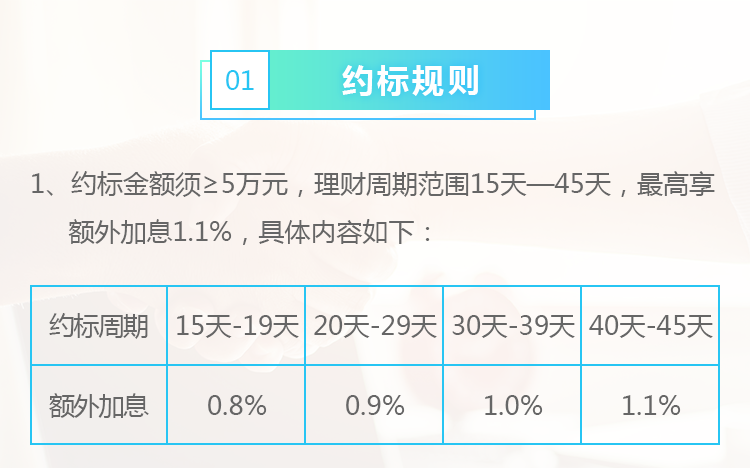 01 约标规则
1、约标金额须≥5万元，理财周期范围15天—45天，最高享
额外加息1.1%，具体内容如下：
约标周期 15天-19天 20天-29天 30天-39天 40天-45天
额外加息 0.8% 0.9% 1.0% 1.1%